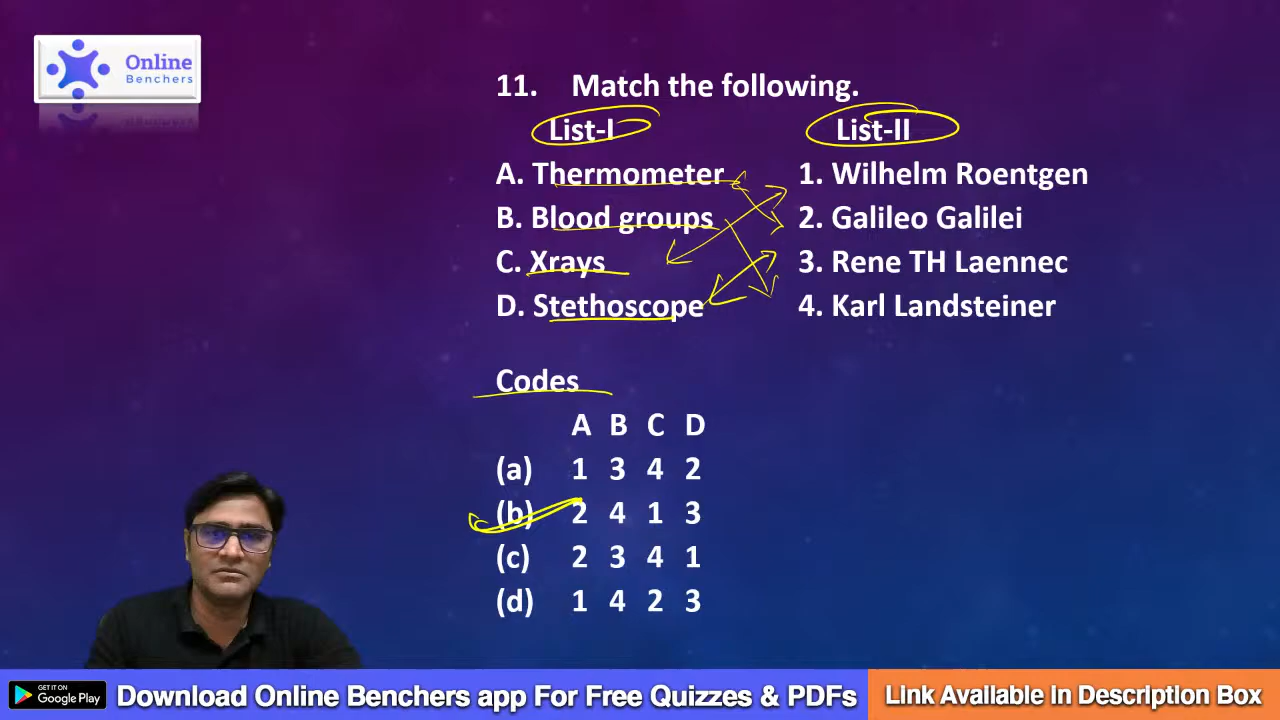 Online
Benchers
11. Match the following.
List-I List-II
A. Thermometer 1. Wilhelm Roentgen
B. Blood groups 2. Galileo Galilei
C. Xrays 3. Rene TH Laennec
D. Stethoscope 4. Karl Landsteiner
Codes
A B C D
(a) 1 3 4 2
(b) 2 4 1 3
(c) 2 3 4 1
(d) 1 4 2 3
GET IT ON
Google Play
Download Online Benchers app For Free Quizzes & PDFs
Link Available In Description Box